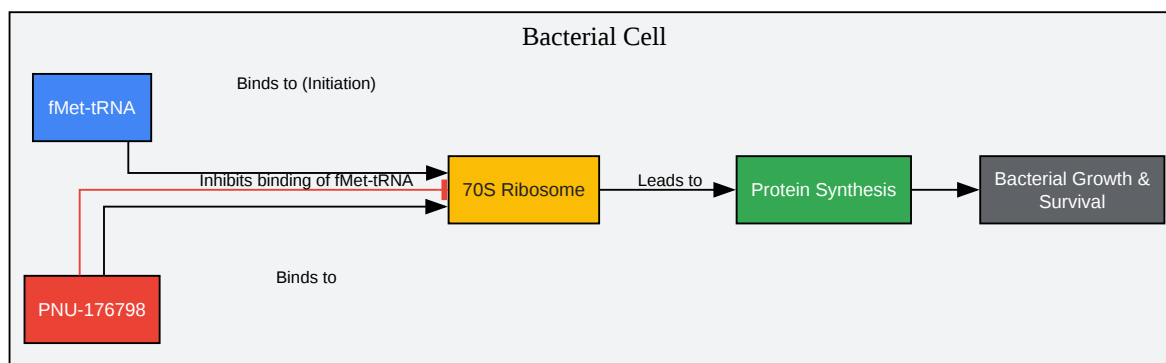 Bacterial Cell
Binds to (Initiation)
fMet-tRNA
Inhibits binding of fMet-tRNA
70S Ribosome
Leads to
Protein Synthesis
Bacterial Growth &
Survival
Binds to
PNU-176798